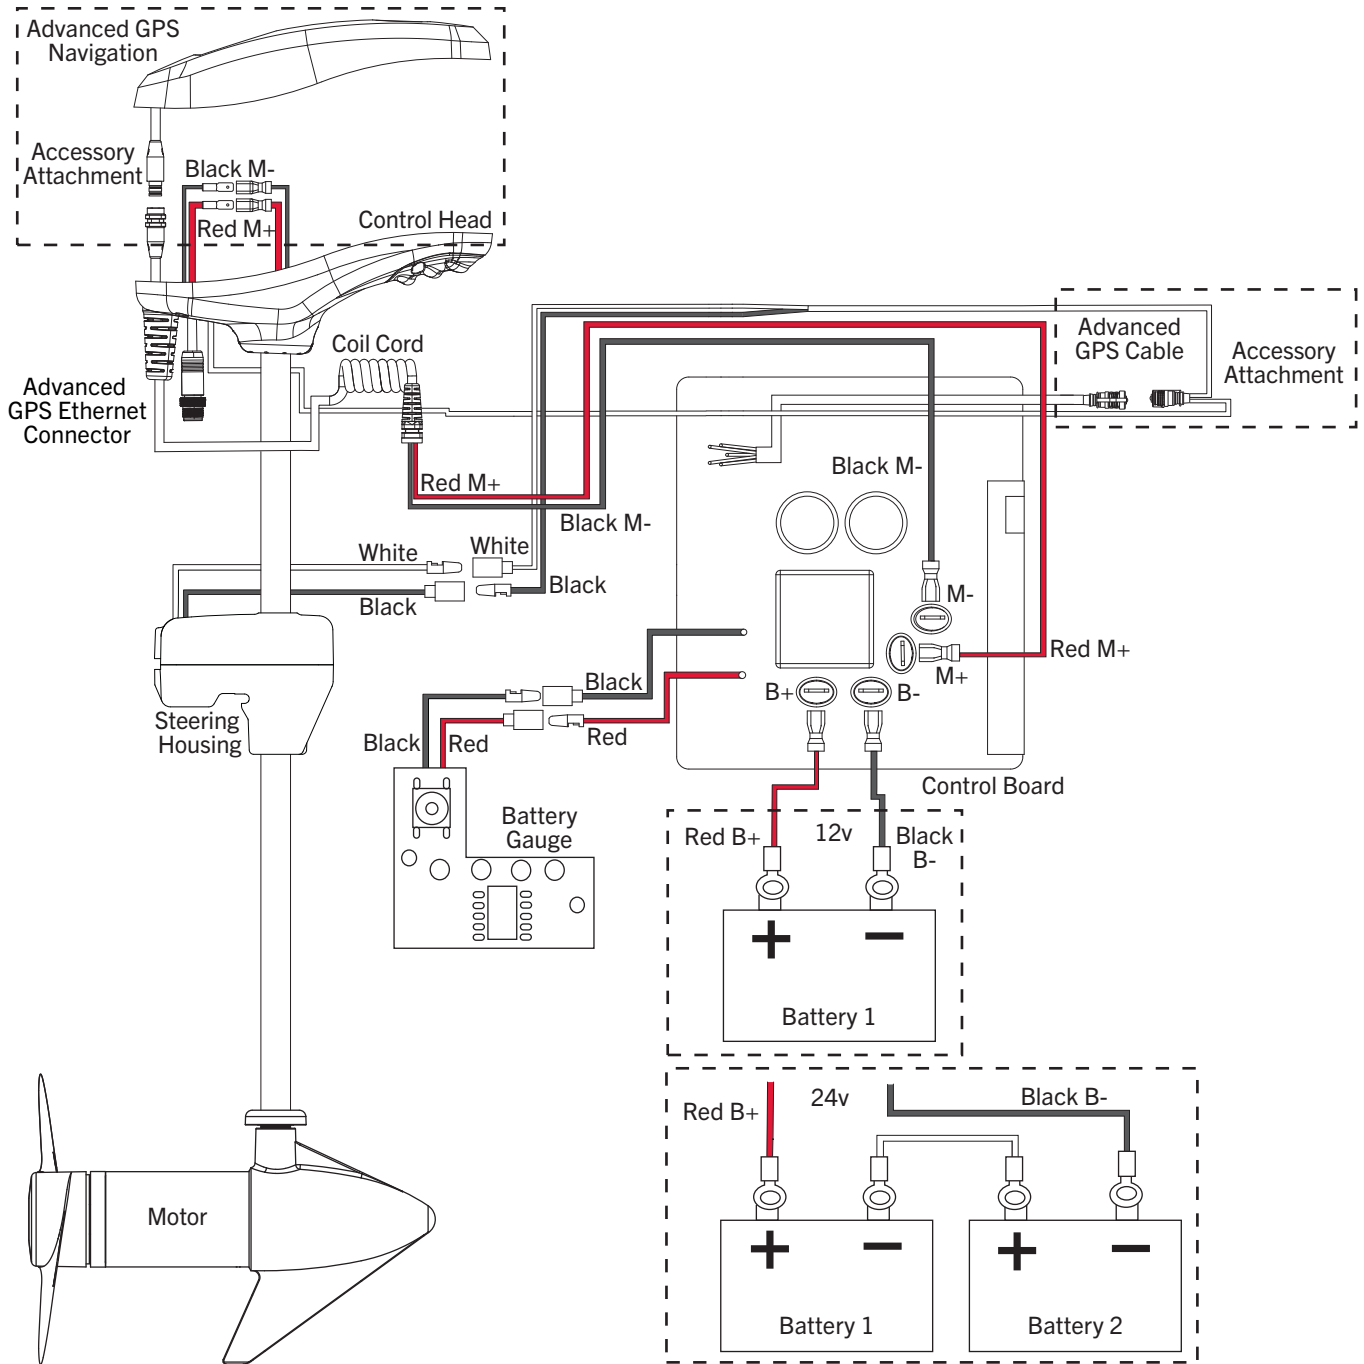 Advanced GPS
Navigation
Accessory
Attachment
Black M-
Red M+
Control Head
Coil Cord
Advanced
GPS Cable
Accessory
Attachment
Advanced
GPS Ethernet
Connector
Red M+
Black M-
Black M-
White
White
Black
Black
M-
Red M+
M+
B+
B-
Black
Red
Black
Red
Steering
Housing
Control Board
Battery
Gauge
Red B+
12v
Black
B-
+
−
Battery 1
Red B+
24v
Black B-
+
−
+
−
Battery 1
Battery 2
Motor